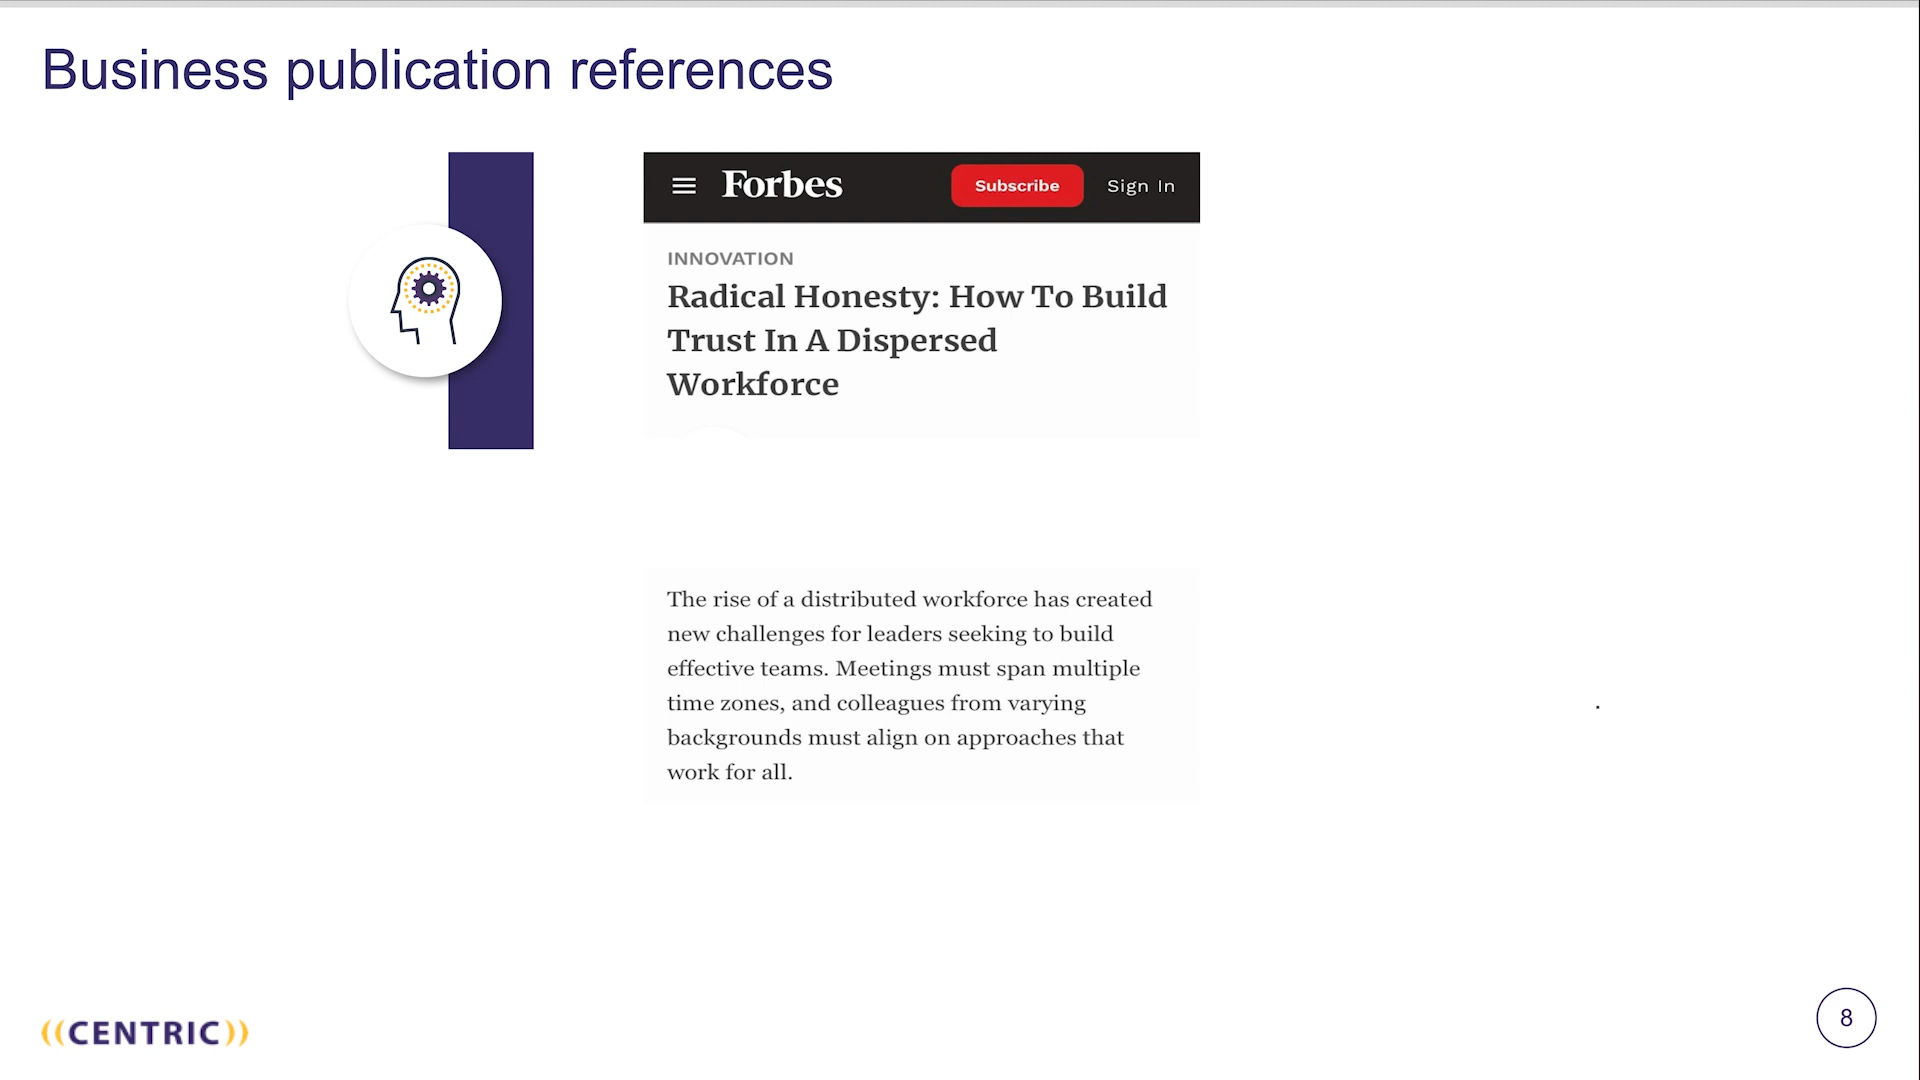 Business publication references
Forbes
Subscribe
Sign In
INNOVATION
Radical Honesty: How To Build
Trust In A Dispersed
Workforce
The rise of a distributed workforce has created
new challenges for leaders seeking to build
effective teams. Meetings must span multiple
time zones, and colleagues from varying
backgrounds must align on approaches that
work for all.
.
((CENTRIC))
8